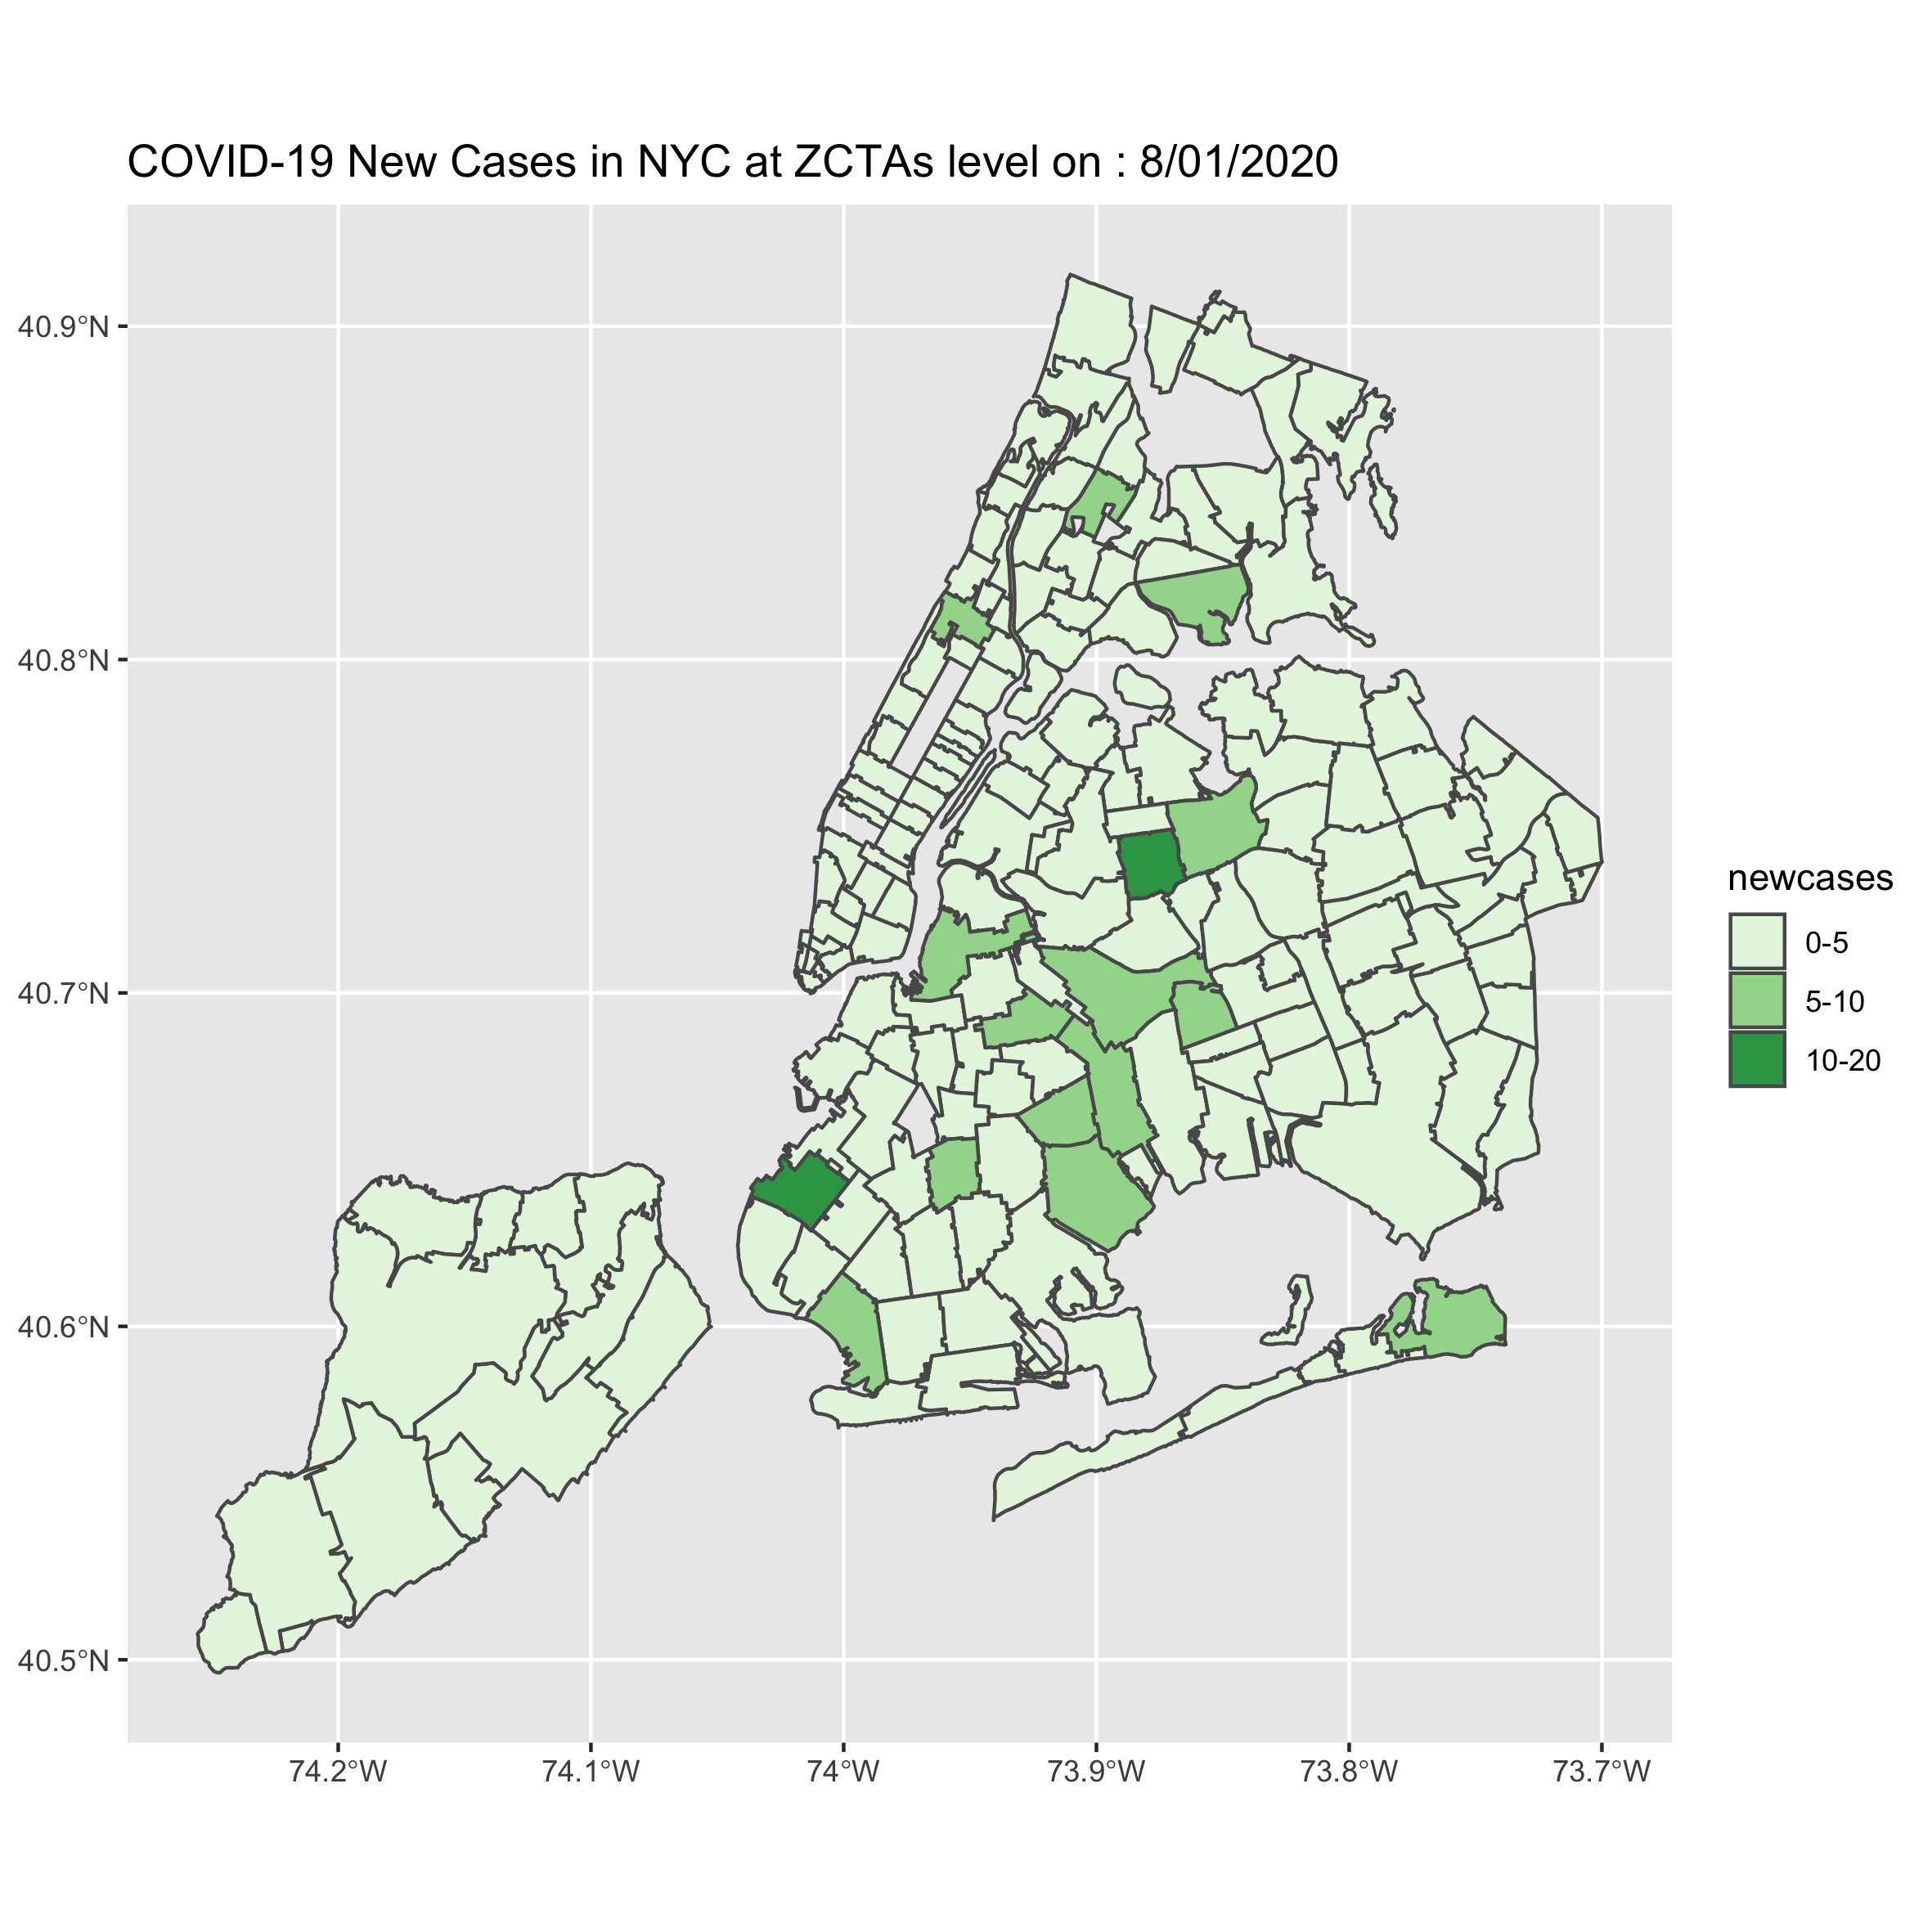 COVID-19 New Cases in NYC at ZCTAs level on : 8/01/2020
40.9°N
40.8°N
40.7°N
40.6°N
40.5°N
74.2°W
74.1°W
74°W
73.9°W
73.8°W
73.7°W
newcases
0-5
5-10
10-20